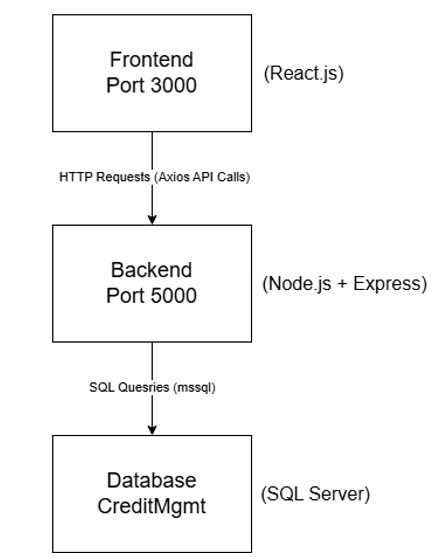 Frontend
Port 3000
(React.js)
HTTP Requests (Axios API Calls)
Backend
Port 5000
(Node.js + Express)
SQL Quesries (mssql)
Database
CreditMgmt
(SQL Server)